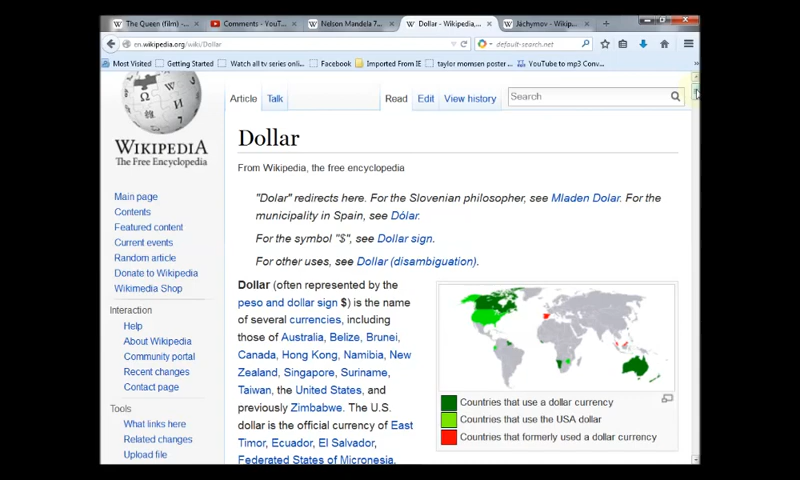 The Queen (film) - ...
Comments - YouT...
Nelson Mandela 7...
Dollar - Wikipedia,...
Jáchymov - Wikip...
en.wikipedia.org/wiki/Dollar
default-search.net
Most Visited
Getting Started
Watch all tv series onli...
Facebook
Imported From IE
taylor momsen poster...
YouTube to mp3 Conv...
Article
Talk
Read
Edit
View history
Search
WIKIPEDIA
The Free Encyclopedia
Main page
Contents
Featured content
Current events
Random article
Donate to Wikipedia
Wikimedia Shop
Interaction
Help
About Wikipedia
Community portal
Recent changes
Contact page
Tools
What links here
Related changes
Upload file
Dollar
From Wikipedia, the free encyclopedia
"Dolar" redirects here. For the Slovenian philosopher, see Mladen Dolar. For the
municipality in Spain, see Dólar.
For the symbol "$", see Dollar sign.
For other uses, see Dollar (disambiguation).
Dollar (often represented by the
peso and dollar sign $) is the name
of several currencies, including
those of Australia, Belize, Brunei,
Canada, Hong Kong, Namibia, New
Zealand, Singapore, Suriname,
Taiwan, the United States, and
previously Zimbabwe. The U.S.
dollar is the official currency of East
Timor, Ecuador, El Salvador,
Federated States of Micronesia,
Countries that use a dollar currency
Countries that use the USA dollar
Countries that formerly used a dollar currency